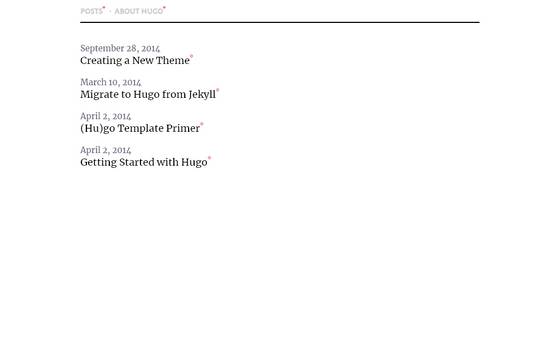 POSTS° · ABOUT HUGO°
September 28, 2014
Creating a New Theme°
March 10, 2014
Migrate to Hugo from Jekyll°
April 2, 2014
(Hu)go Template Primer°
April 2, 2014
Getting Started with Hugo°